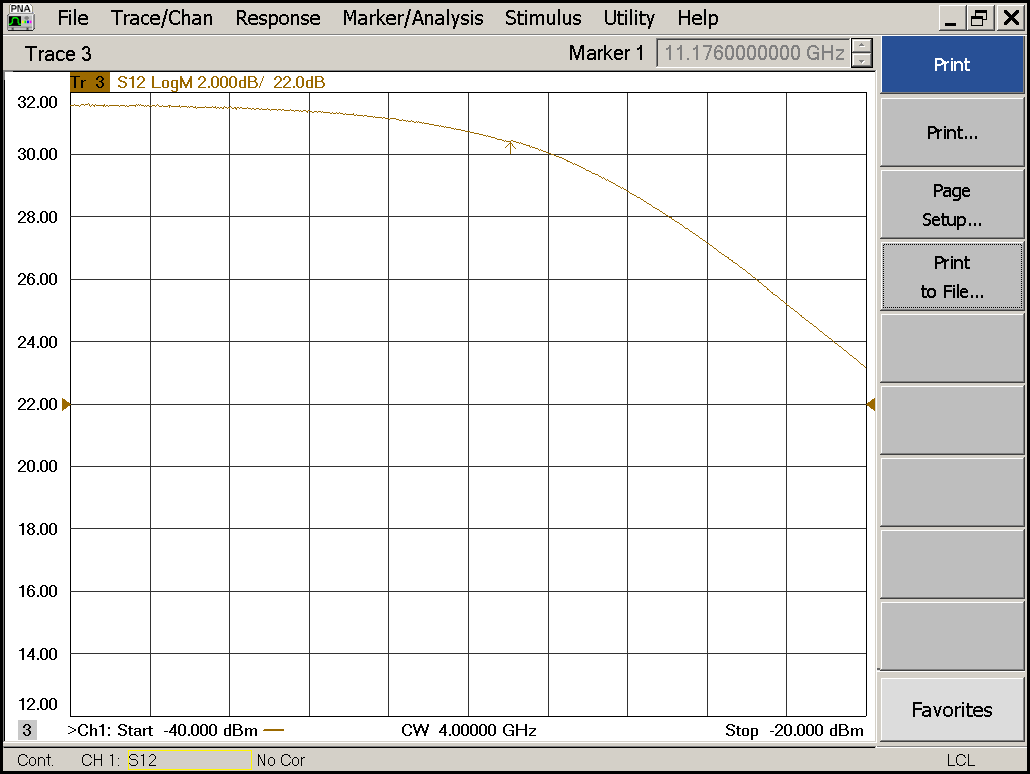 PNA
File Trace/Chan Response Marker/Analysis Stimulus Utility Help
Trace 3
Marker 1 11.1760000000 GHz
Print
Print...
Page
Setup...
Print
to File...
Favorites
Tr 3 S12 LogM 2.000dB/ 22.0dB
32.00
30.00
28.00
26.00
24.00
22.00
20.00
18.00
16.00
14.00
12.00
3 >Ch1: Start -40.000 dBm CW 4.00000 GHz Stop -20.000 dBm
Cont. CH 1: S12 No Cor LCL